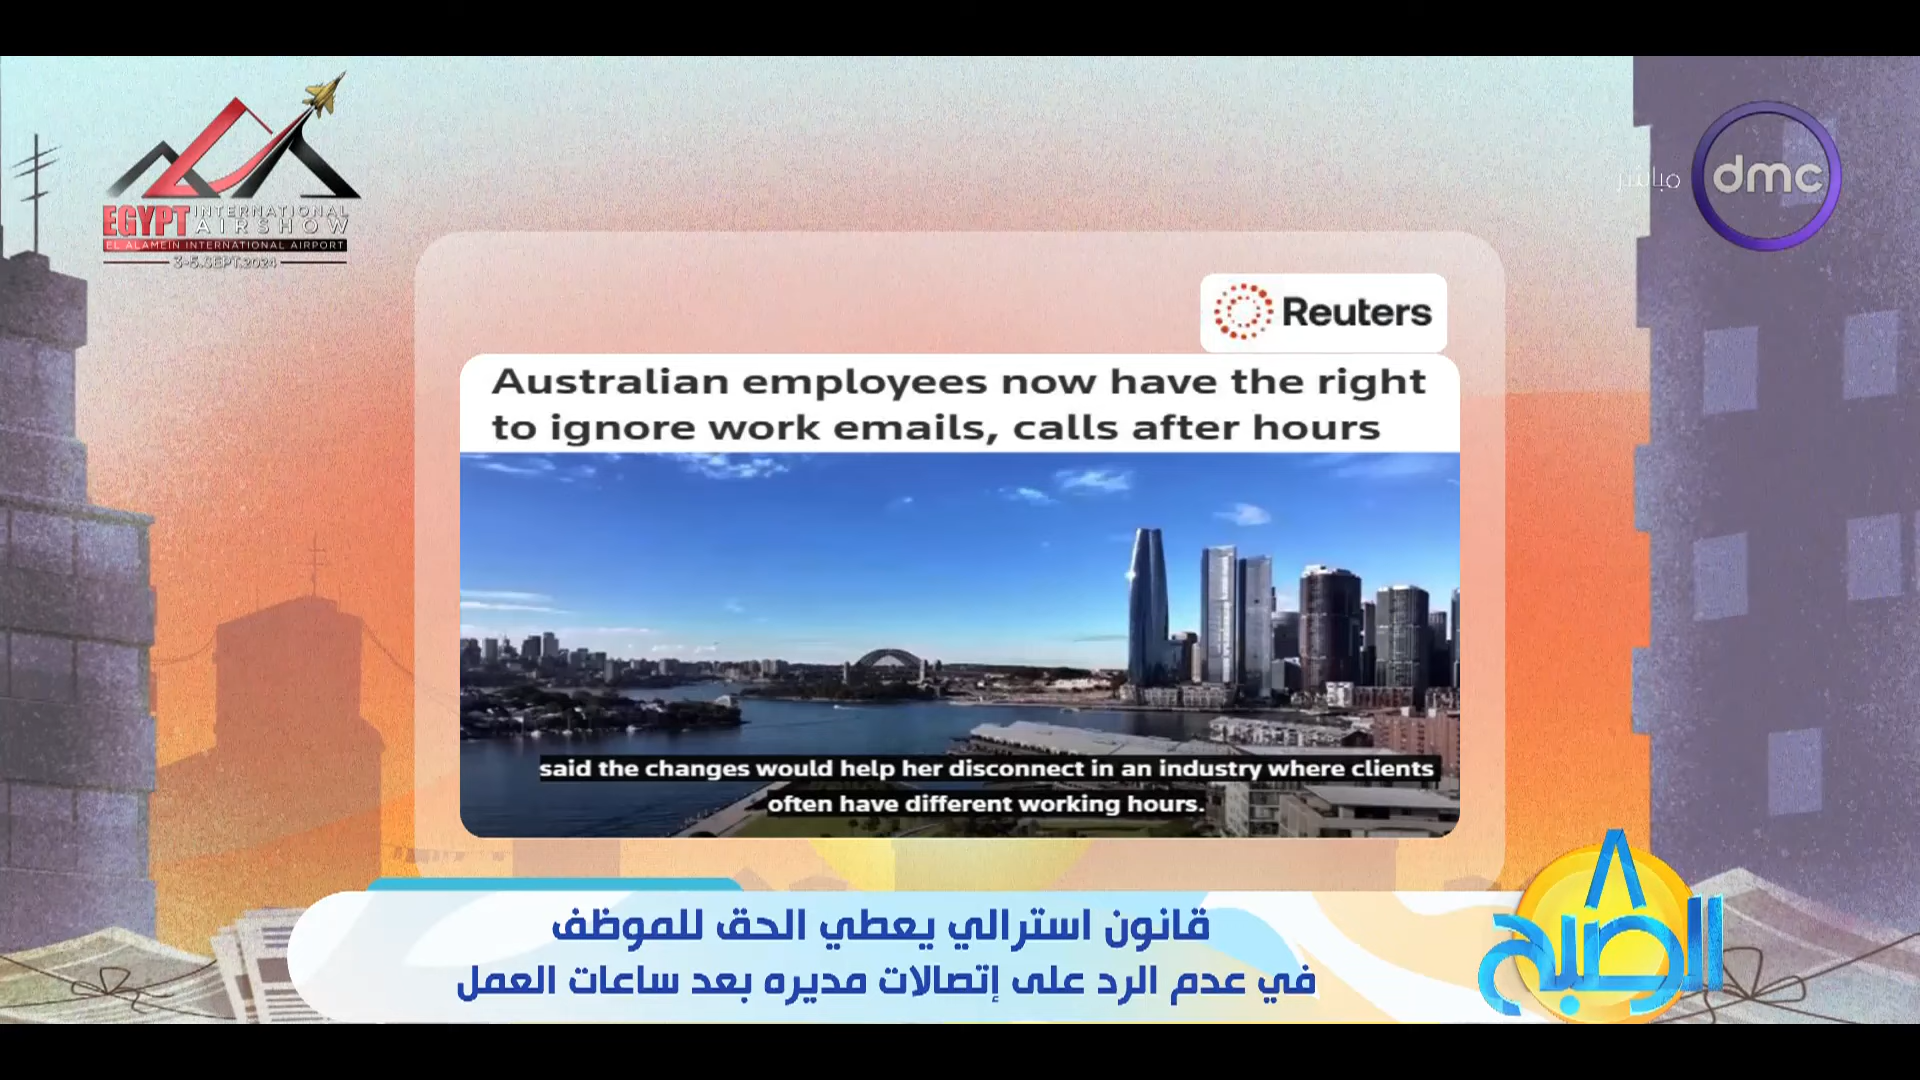 EGYPT INTERNATIONAL
AIRSHOW
EL ALAMEIN INTERNATIONAL AIRPORT
3-5.SEPT.2024
مباشر
dmc
Reuters
Australian employees now have the right
to ignore work emails, calls after hours
said the changes would help her disconnect in an industry where clients
often have different working hours.
قانون استرالي يعطي الحق للموظف
في عدم الرد على إتصالات مديره بعد ساعات العمل
٨ الصبح